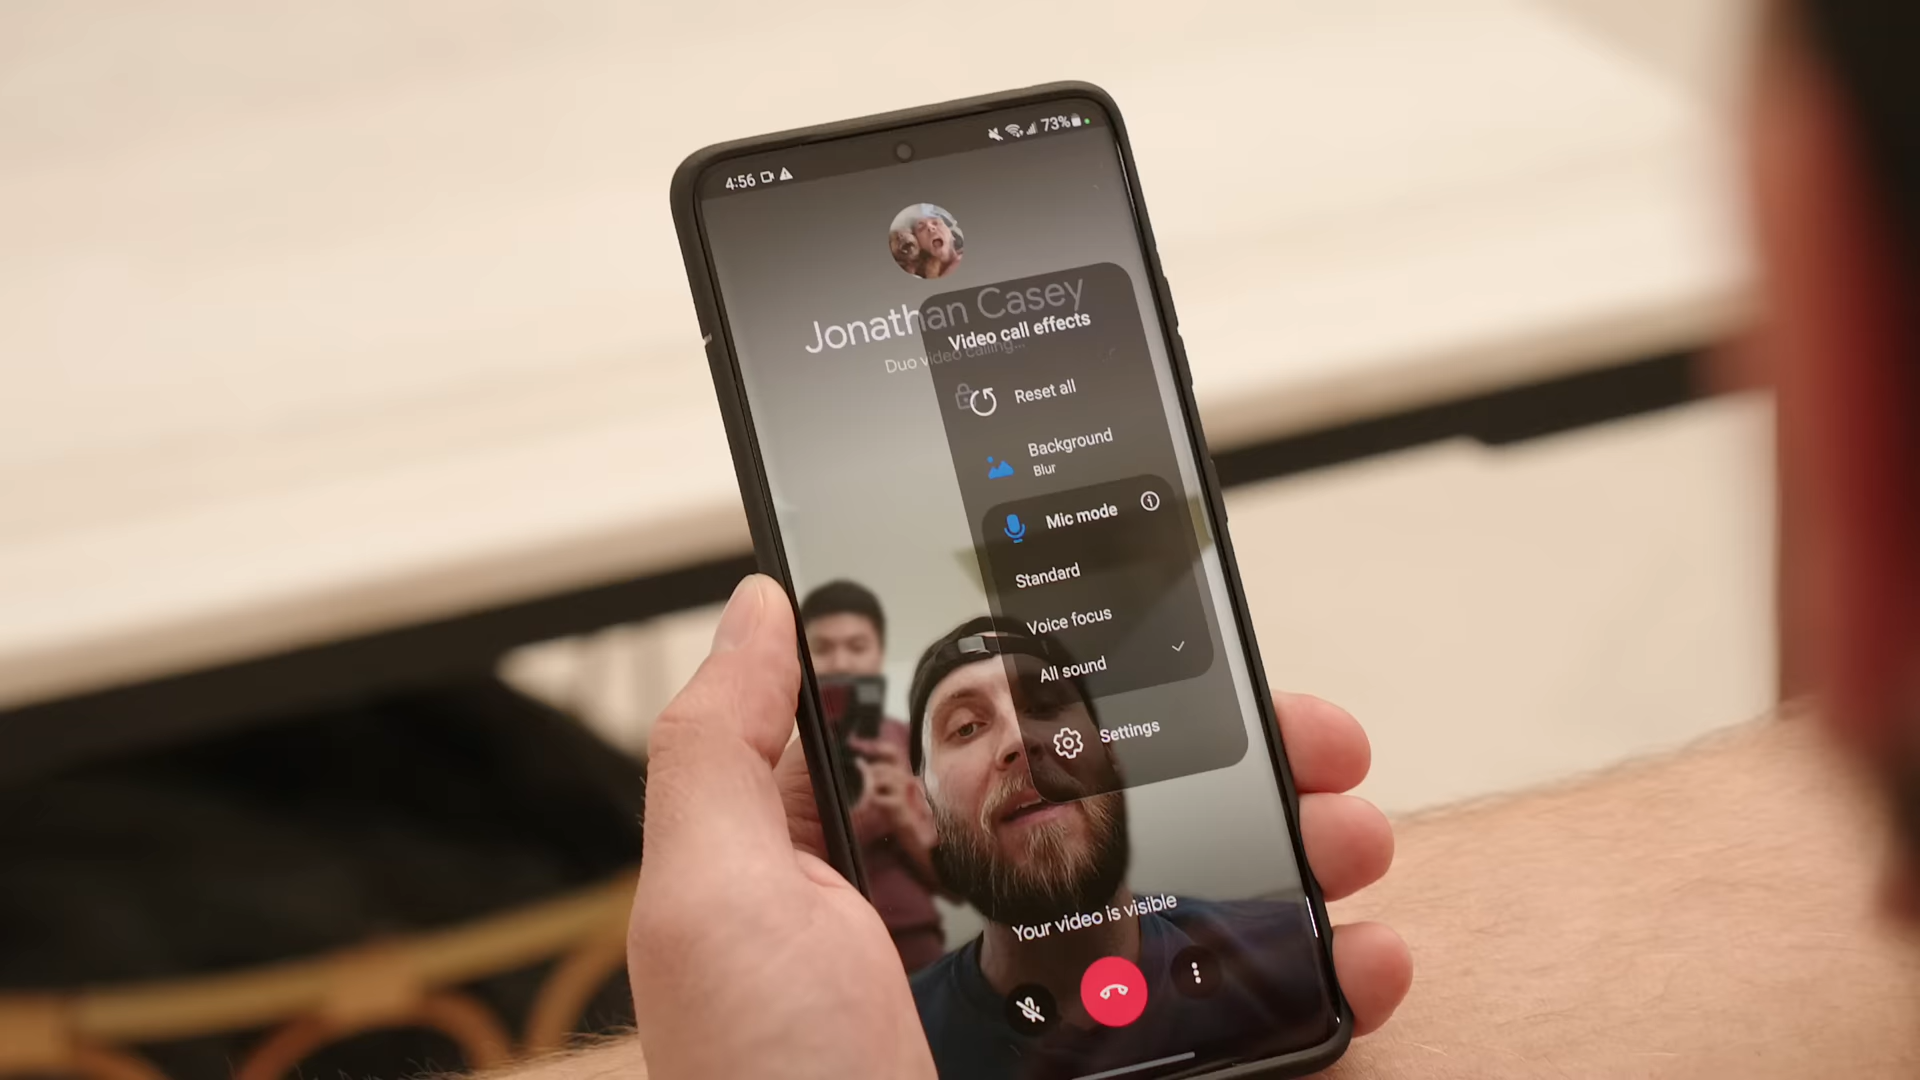 4:56
73%
Jonathan Casey
Duo video calling...
Video call effects
Reset all
Background
Blur
Mic mode
Standard
Voice focus
All sound
Settings
Your video is visible